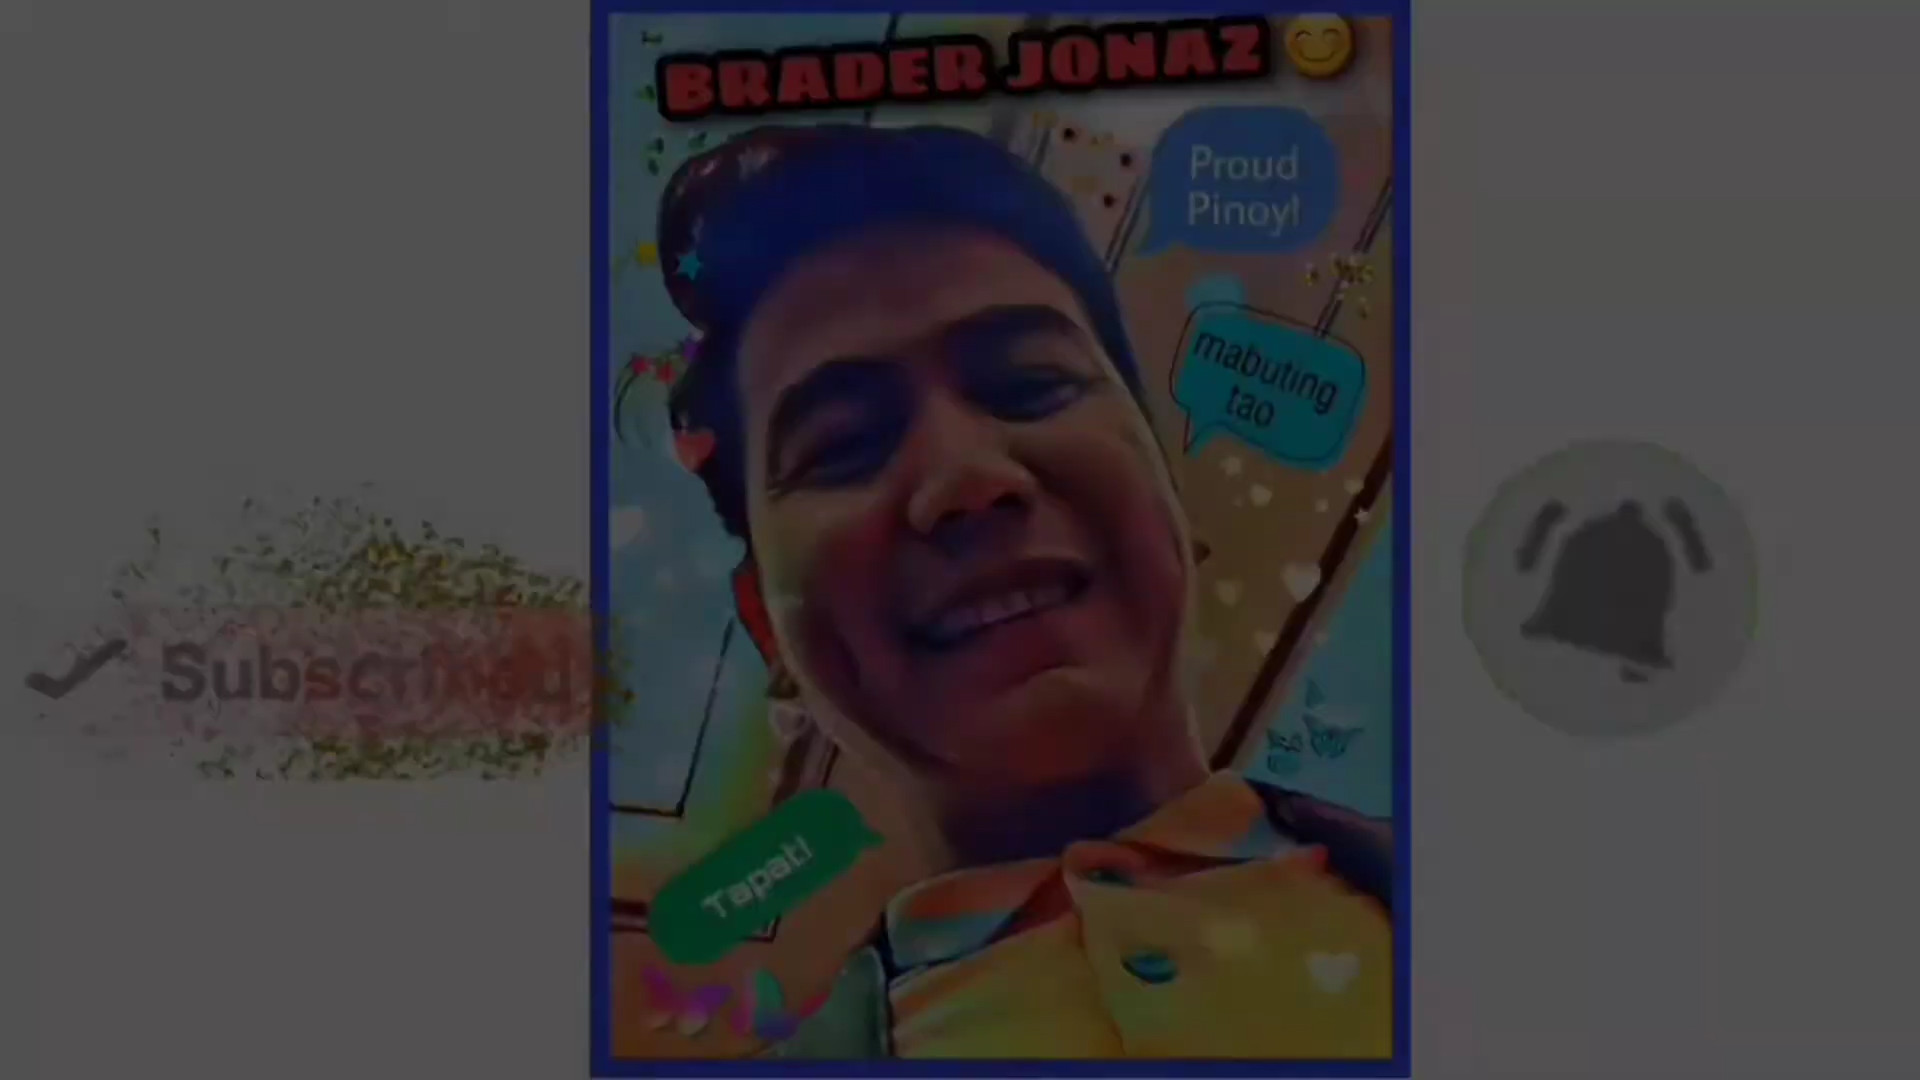 BRADER JONAZ
Proud
Pinoy!
mabuting
tao
Subscribed
Tapat!